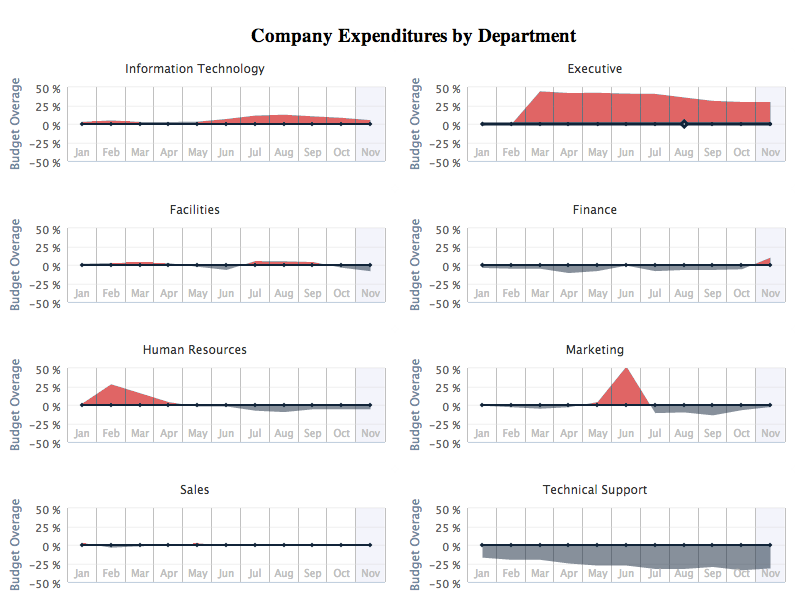 Company Expenditures by Department
Information Technology
Budget Overage
50 %
25 %
0 %
−25 %
−50 %
Jan Feb Mar Apr May Jun Jul Aug Sep Oct Nov
Executive
Budget Overage
50 %
25 %
0 %
−25 %
−50 %
Jan Feb Mar Apr May Jun Jul Aug Sep Oct Nov
Facilities
Budget Overage
50 %
25 %
0 %
−25 %
−50 %
Jan Feb Mar Apr May Jun Jul Aug Sep Oct Nov
Finance
Budget Overage
50 %
25 %
0 %
−25 %
−50 %
Jan Feb Mar Apr May Jun Jul Aug Sep Oct Nov
Human Resources
Budget Overage
50 %
25 %
0 %
−25 %
−50 %
Jan Feb Mar Apr May Jun Jul Aug Sep Oct Nov
Marketing
Budget Overage
50 %
25 %
0 %
−25 %
−50 %
Jan Feb Mar Apr May Jun Jul Aug Sep Oct Nov
Sales
Budget Overage
50 %
25 %
0 %
−25 %
−50 %
Jan Feb Mar Apr May Jun Jul Aug Sep Oct Nov
Technical Support
Budget Overage
50 %
25 %
0 %
−25 %
−50 %
Jan Feb Mar Apr May Jun Jul Aug Sep Oct Nov